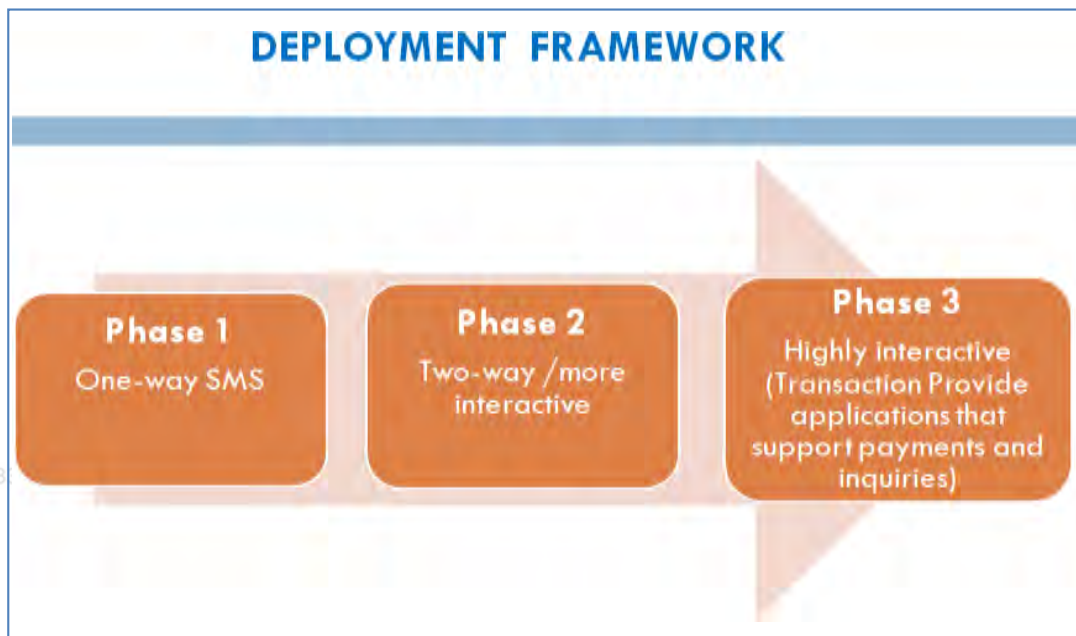 DEPLOYMENT FRAMEWORK
Phase 1
One-way SMS
Phase 2
Two-way /more
interactive
Phase 3
Highly interactive
(Transaction Provide
applications that
support payments and
inquiries)